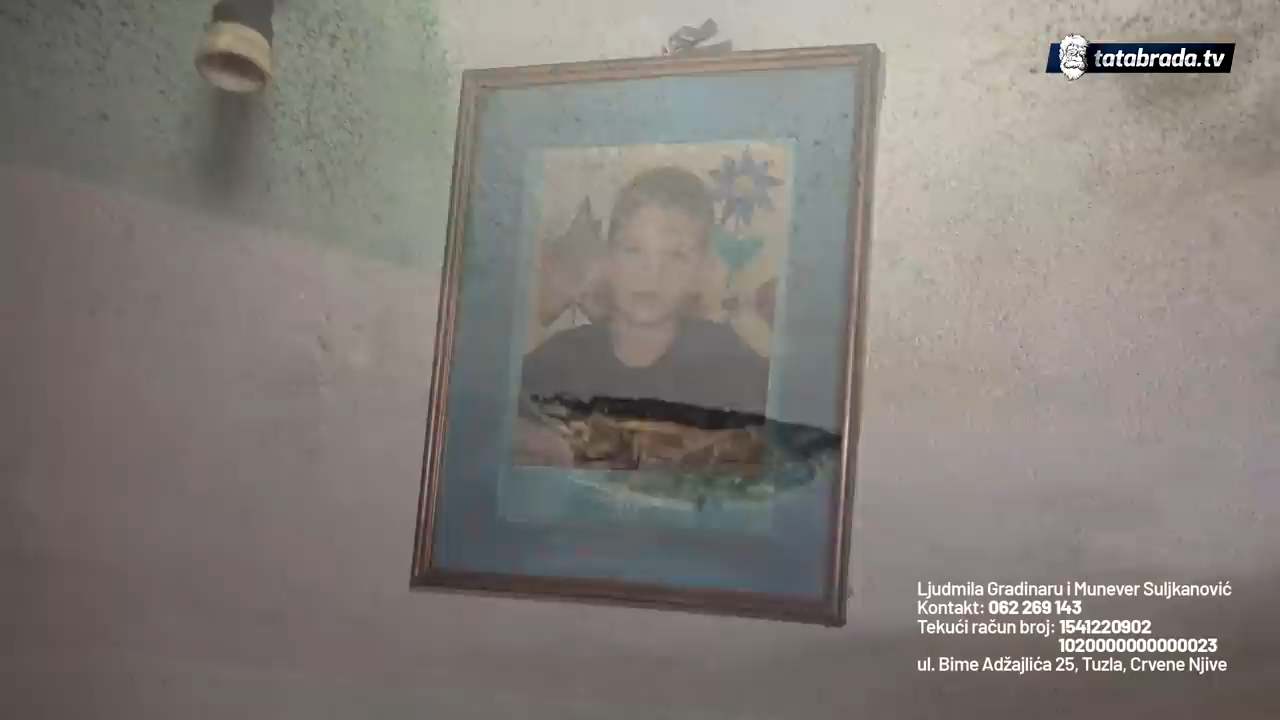 tatabrada.tv
Ljudmila Gradinaru i Munever Suljkanović
Kontakt: 062 269 143
Tekući račun broj: 1541220902
1020000000000023
ul. Bime Adžajlića 25, Tuzla, Crvene Njive